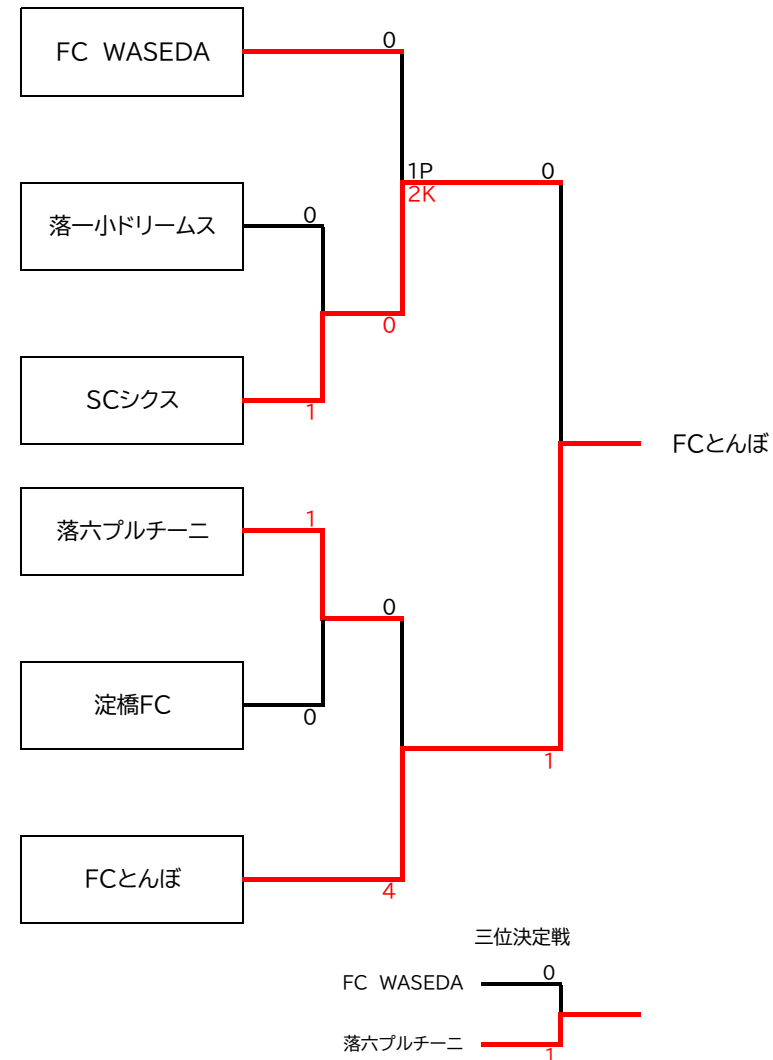 FC　WASEDA
0
1P
2K
0
落一小ドリームス
0
0
SCシクス
1
FCとんぼ
落六プルチーニ
1
0
淀橋FC
0
1
FCとんぼ
4
三位決定戦
FC　WASEDA
0
落六プルチーニ
1